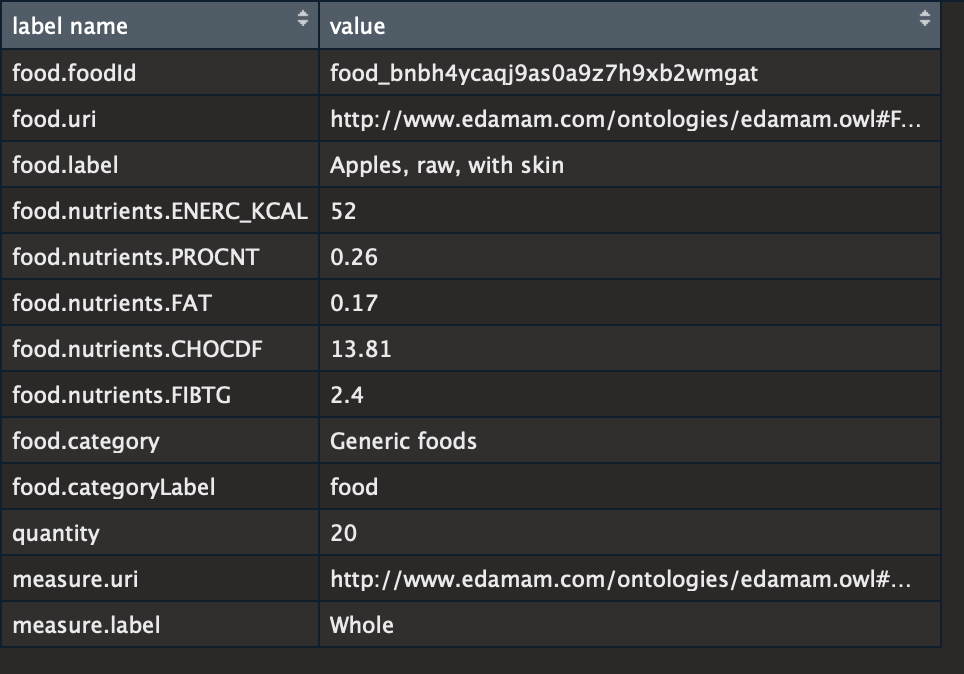 label name value
food.foodId food_bnbh4ycaqj9as0a9z7h9xb2wmgat
food.uri http://www.edamam.com/ontologies/edamam.owl#F...
food.label Apples, raw, with skin
food.nutrients.ENERC_KCAL 52
food.nutrients.PROCNT 0.26
food.nutrients.FAT 0.17
food.nutrients.CHOCDF 13.81
food.nutrients.FIBTG 2.4
food.category Generic foods
food.categoryLabel food
quantity 20
measure.uri http://www.edamam.com/ontologies/edamam.owl#...
measure.label Whole